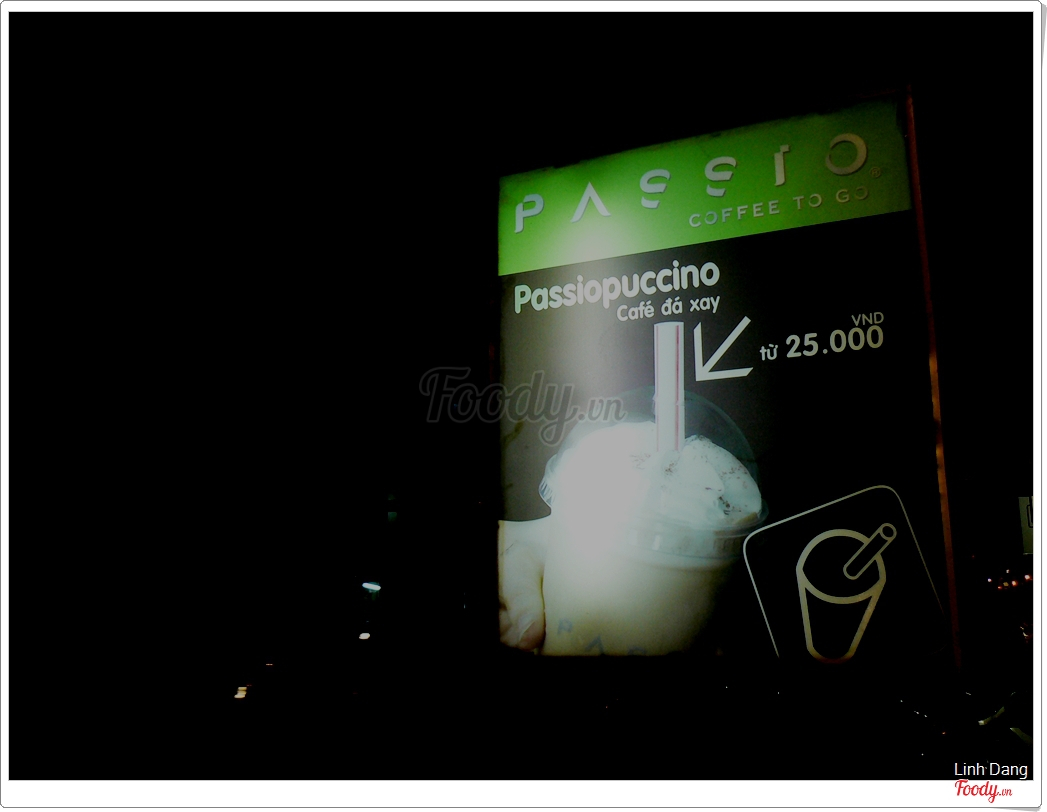 PASSIO®
COFFEE TO GO
Passiopuccino
Café đá xay
VND
từ 25.000
Foody.vn
Linh Dang
Foody.vn